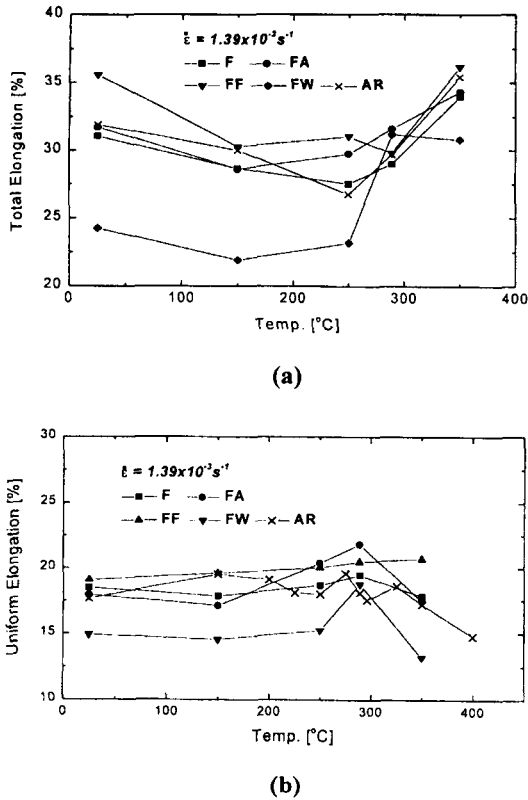 ε̇ = 1.39x10⁻³s⁻¹
F FA
FF FW AR
Total Elongation [%]
35
30
25
20
0 100 200 300 400
Temp. [°C]
(a)
ε̇ = 1.39x10⁻³s⁻¹
F FA
FF FW AR
Uniform Elongation [%]
30
25
20
15
10
0 100 200 300 400
Temp. [°C]
(b)